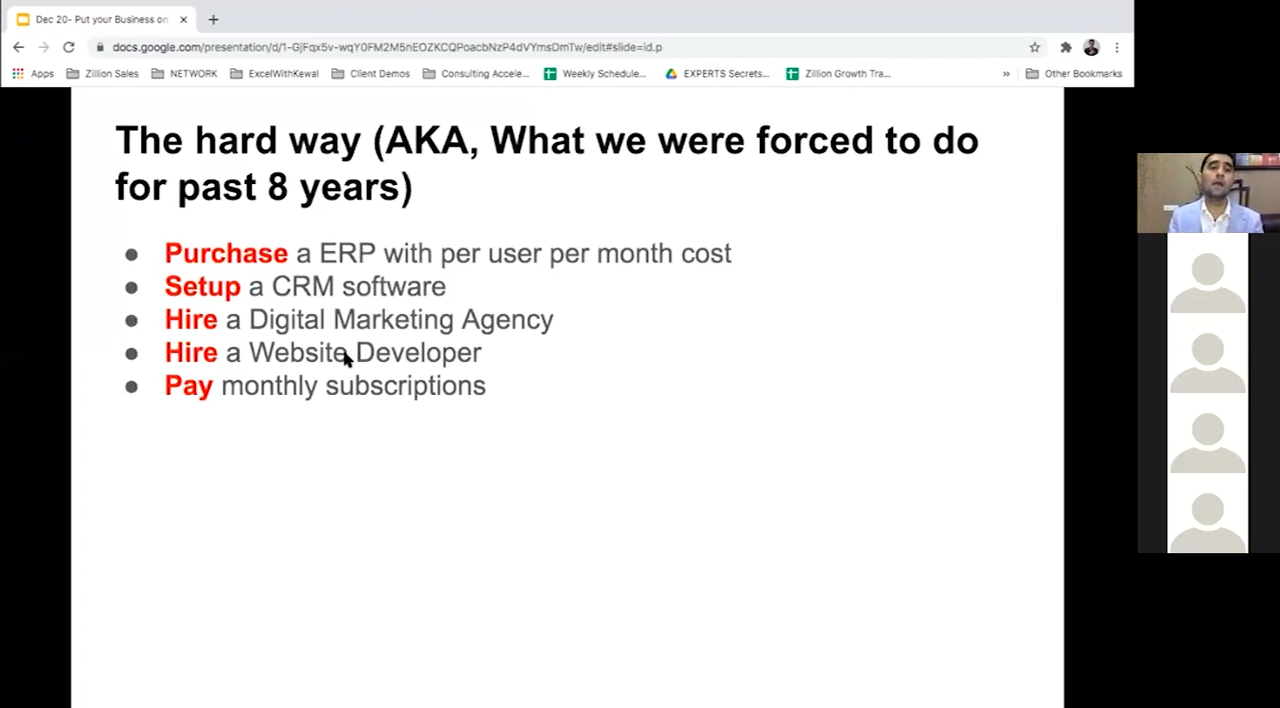 Dec 20- Put your Business on
docs.google.com/presentation/d/1-GjFqx5v-wqY0FM2M5nEOZKCQPoacbNzP4dVYmsDmTw/edit#slide=id.p
Apps Zillion Sales NETWORK ExcelWithKewal Client Demos Consulting Accele... Weekly Schedule... EXPERTS Secrets... Zillion Growth Tra... » Other Bookmarks
The hard way (AKA, What we were forced to do
for past 8 years)
● Purchase a ERP with per user per month cost
● Setup a CRM software
● Hire a Digital Marketing Agency
● Hire a Website Developer
● Pay monthly subscriptions